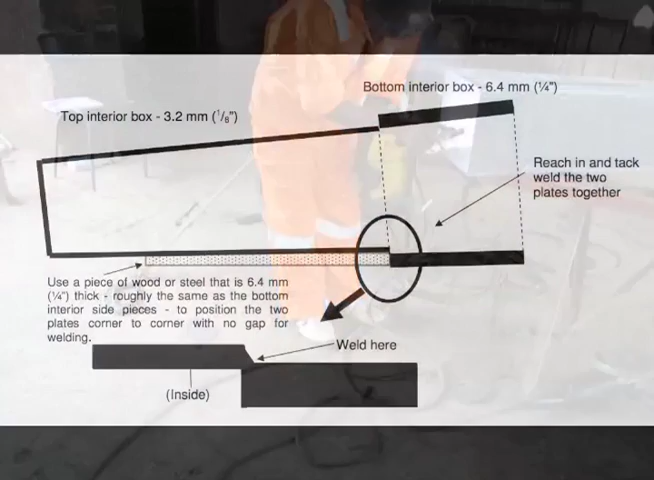 Bottom interior box - 6.4 mm (¼”)
Top interior box - 3.2 mm (¹/₈”)
Reach in and tack
weld the two
plates together
Use a piece of wood or steel that is 6.4 mm
(¼”) thick - roughly the same as the bottom
interior side pieces - to position the two
plates corner to corner with no gap for
welding.
Weld here
(Inside)